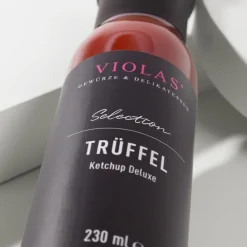 VIOLAS'
GEWÜRZE & DELIKATESSEN
Selection
TRÜFFEL
Ketchup Deluxe
230 ml e